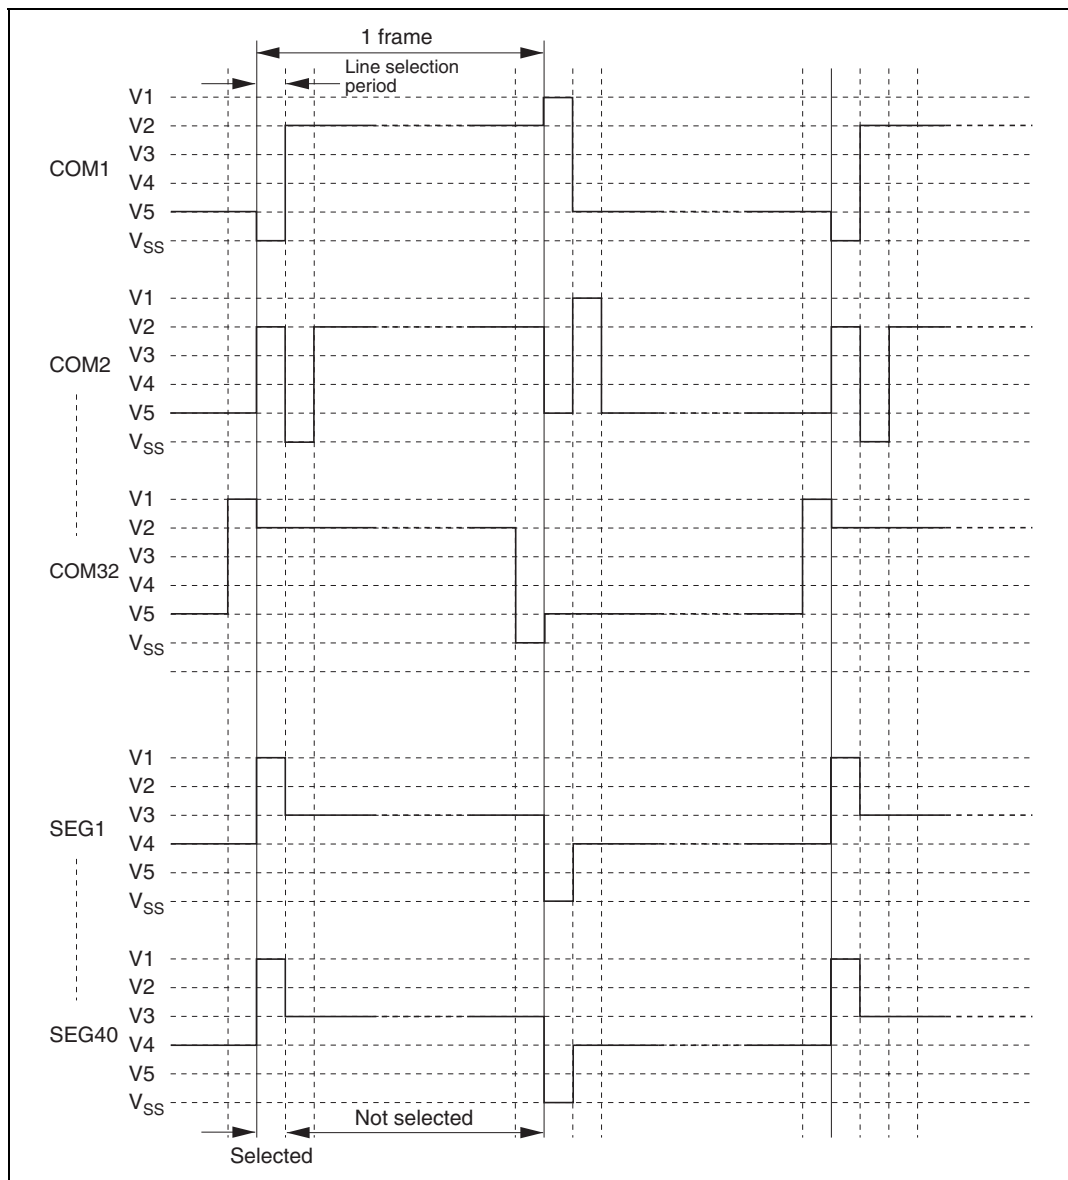 1 frame
Line selection
period
V1
V2
V3
COM1
V4
V5
VSS
V1
V2
V3
COM2
V4
V5
VSS
V1
V2
V3
COM32
V4
V5
VSS
V1
V2
V3
SEG1
V4
V5
VSS
V1
V2
V3
SEG40
V4
V5
VSS
Not selected
Selected